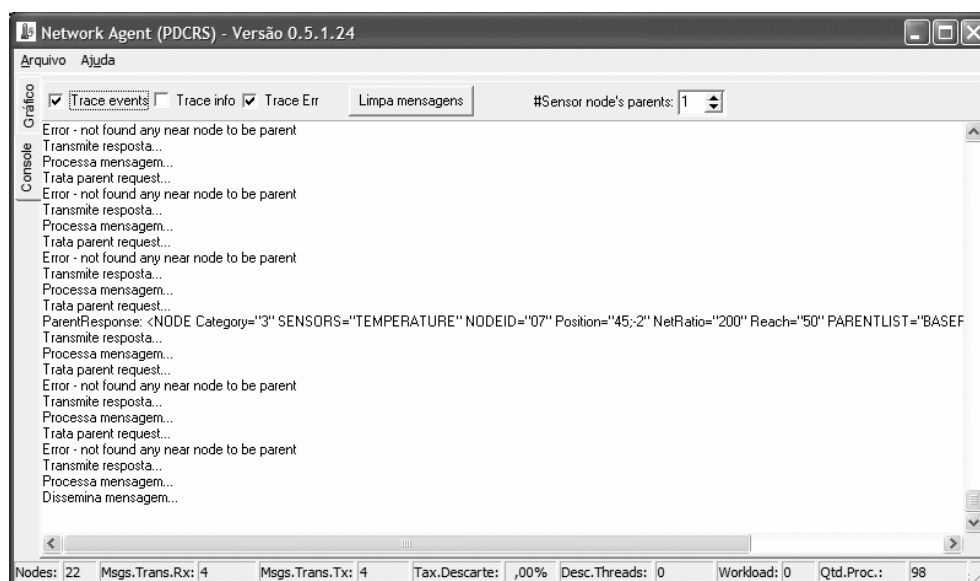 Network Agent (PDCRS) - Versão 0.5.1.24
Arquivo Ajuda
Gráfico
Console
Trace events Trace info Trace Err Limpa mensagens #Sensor node's parents: 1
Error - not found any near node to be parent
Transmite resposta...
Processa mensagem...
Trata parent request...
Error - not found any near node to be parent
Transmite resposta...
Processa mensagem...
Trata parent request...
Error - not found any near node to be parent
Transmite resposta...
Processa mensagem...
Trata parent request...
ParentResponse: <NODE Category="3" SENSORS="TEMPERATURE" NODEID="07" Position="45;-2" NetRatio="200" Reach="50" PARENTLIST="BASEF
Transmite resposta...
Processa mensagem...
Trata parent request...
Error - not found any near node to be parent
Transmite resposta...
Processa mensagem...
Trata parent request...
Error - not found any near node to be parent
Transmite resposta...
Processa mensagem...
Dissemina mensagem...
Nodes: 22 Msgs.Trans.Rx: 4 Msgs.Trans.Tx: 4 Tax.Descarte: ,00% Desc.Threads: 0 Workload: 0 Qtd.Proc.: 98